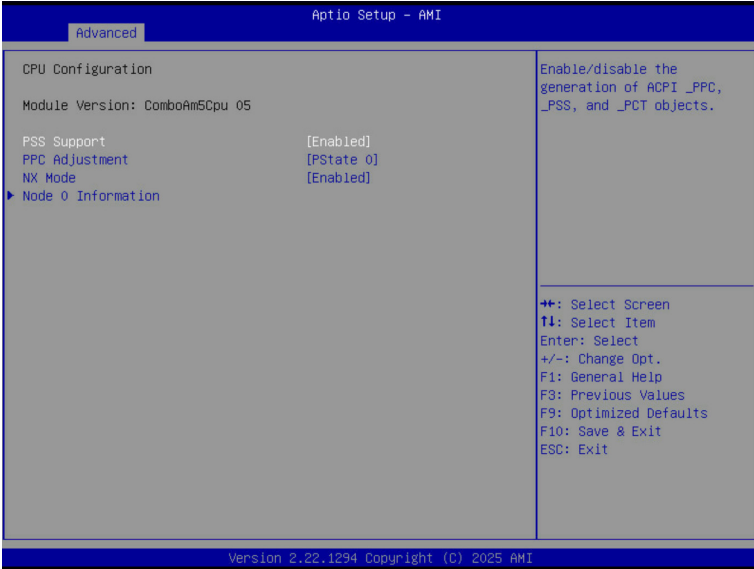 Aptio Setup - AMI
Advanced
CPU Configuration
Module Version: ComboAm5Cpu 05
PSS Support [Enabled]
PPC Adjustment [PState 0]
NX Mode [Enabled]
Node 0 Information
Enable/disable the
generation of ACPI _PPC,
_PSS, and _PCT objects.
→←: Select Screen
↑↓: Select Item
Enter: Select
+/-: Change Opt.
F1: General Help
F3: Previous Values
F9: Optimized Defaults
F10: Save & Exit
ESC: Exit
Version 2.22.1294 Copyright (C) 2025 AMI